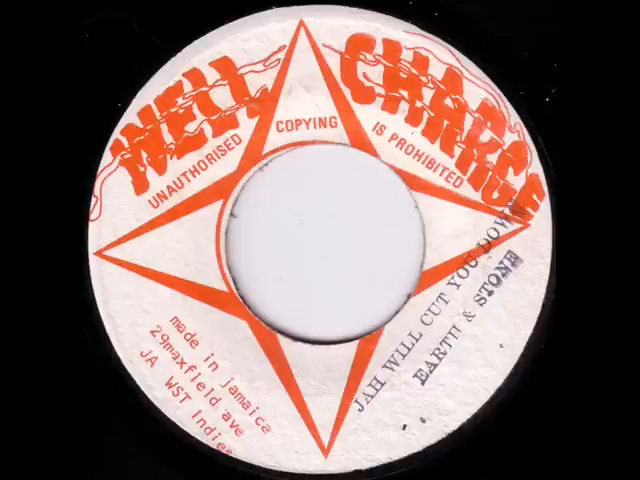 WELL CHARGE
UNAUTHORISED COPYING IS PROHIBITED
JAH WILL CUT YOU DOWN
EARTH & STONE
made in jamaica
29maxfield ave
JA WST Indies